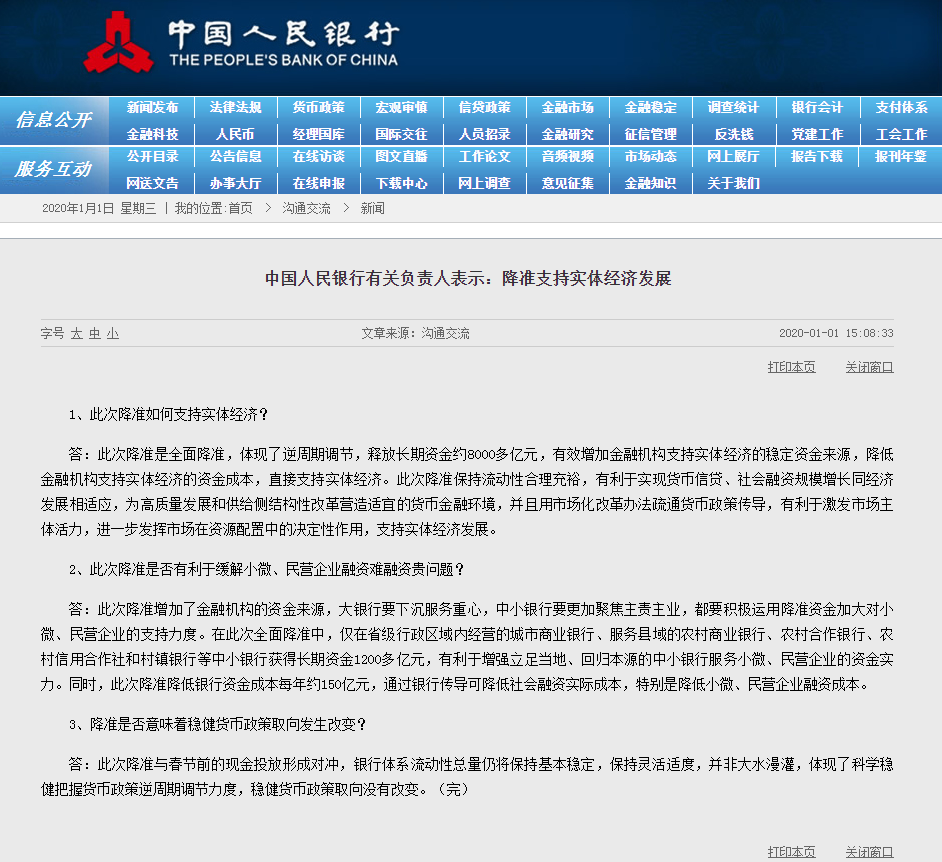 中国人民银行
THE PEOPLE'S BANK OF CHINA
信息公开
新闻发布 法律法规 货币政策 宏观审慎 信贷政策 金融市场 金融稳定 调查统计 银行会计 支付体系
金融科技 人民币 经理国库 国际交往 人员招录 金融研究 征信管理 反洗钱 党建工作 工会工作
服务互动
公开目录 公告信息 在线访谈 图文直播 工作论文 音频视频 市场动态 网上展厅 报告下载 报刊年鉴
网送文告 办事大厅 在线申报 下载中心 网上调查 意见征集 金融知识 关于我们
2020年1月1日 星期三 | 我的位置:首页 > 沟通交流 > 新闻
中国人民银行有关负责人表示：降准支持实体经济发展
字号 大 中 小 文章来源：沟通交流 2020-01-01 15:08:33
打印本页 关闭窗口
1、此次降准如何支持实体经济？
答：此次降准是全面降准，体现了逆周期调节，释放长期资金约8000多亿元，有效增加金融机构支持实体经济的稳定资金来源，降低
金融机构支持实体经济的资金成本，直接支持实体经济。此次降准保持流动性合理充裕，有利于实现货币信贷、社会融资规模增长同经济
发展相适应，为高质量发展和供给侧结构性改革营造适宜的货币金融环境，并且用市场化改革办法疏通货币政策传导，有利于激发市场主
体活力，进一步发挥市场在资源配置中的决定性作用，支持实体经济发展。
2、此次降准是否有利于缓解小微、民营企业融资难融资贵问题？
答：此次降准增加了金融机构的资金来源，大银行要下沉服务重心，中小银行要更加聚焦主责主业，都要积极运用降准资金加大对小
微、民营企业的支持力度。在此次全面降准中，仅在省级行政区域内经营的城市商业银行、服务县域的农村商业银行、农村合作银行、农
村信用合作社和村镇银行等中小银行获得长期资金1200多亿元，有利于增强立足当地、回归本源的中小银行服务小微、民营企业的资金实
力。同时，此次降准降低银行资金成本每年约150亿元，通过银行传导可降低社会融资实际成本，特别是降低小微、民营企业融资成本。
3、降准是否意味着稳健货币政策取向发生改变？
答：此次降准与春节前的现金投放形成对冲，银行体系流动性总量仍将保持基本稳定，保持灵活适度，并非大水漫灌，体现了科学稳
健把握货币政策逆周期调节力度，稳健货币政策取向没有改变。（完）
打印本页 关闭窗口